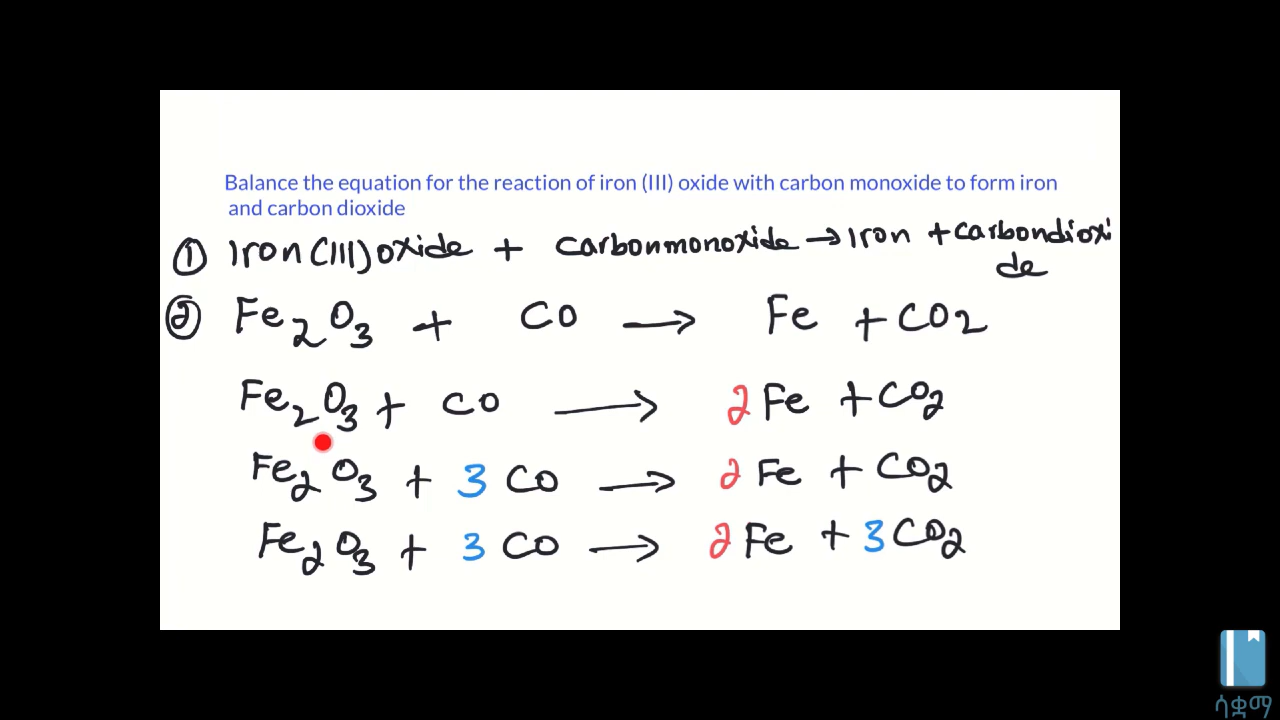 Balance the equation for the reaction of iron (III) oxide with carbon monoxide to form iron
and carbon dioxide
① Iron(III)oxide + carbonmonoxide → Iron + carbondioxi
de
② Fe₂O₃ + CO → Fe + CO₂
Fe₂O₃ + CO → 2Fe + CO₂
Fe₂O₃ + 3CO → 2Fe + CO₂
Fe₂O₃ + 3CO → 2Fe + 3CO₂
ሳቋማ